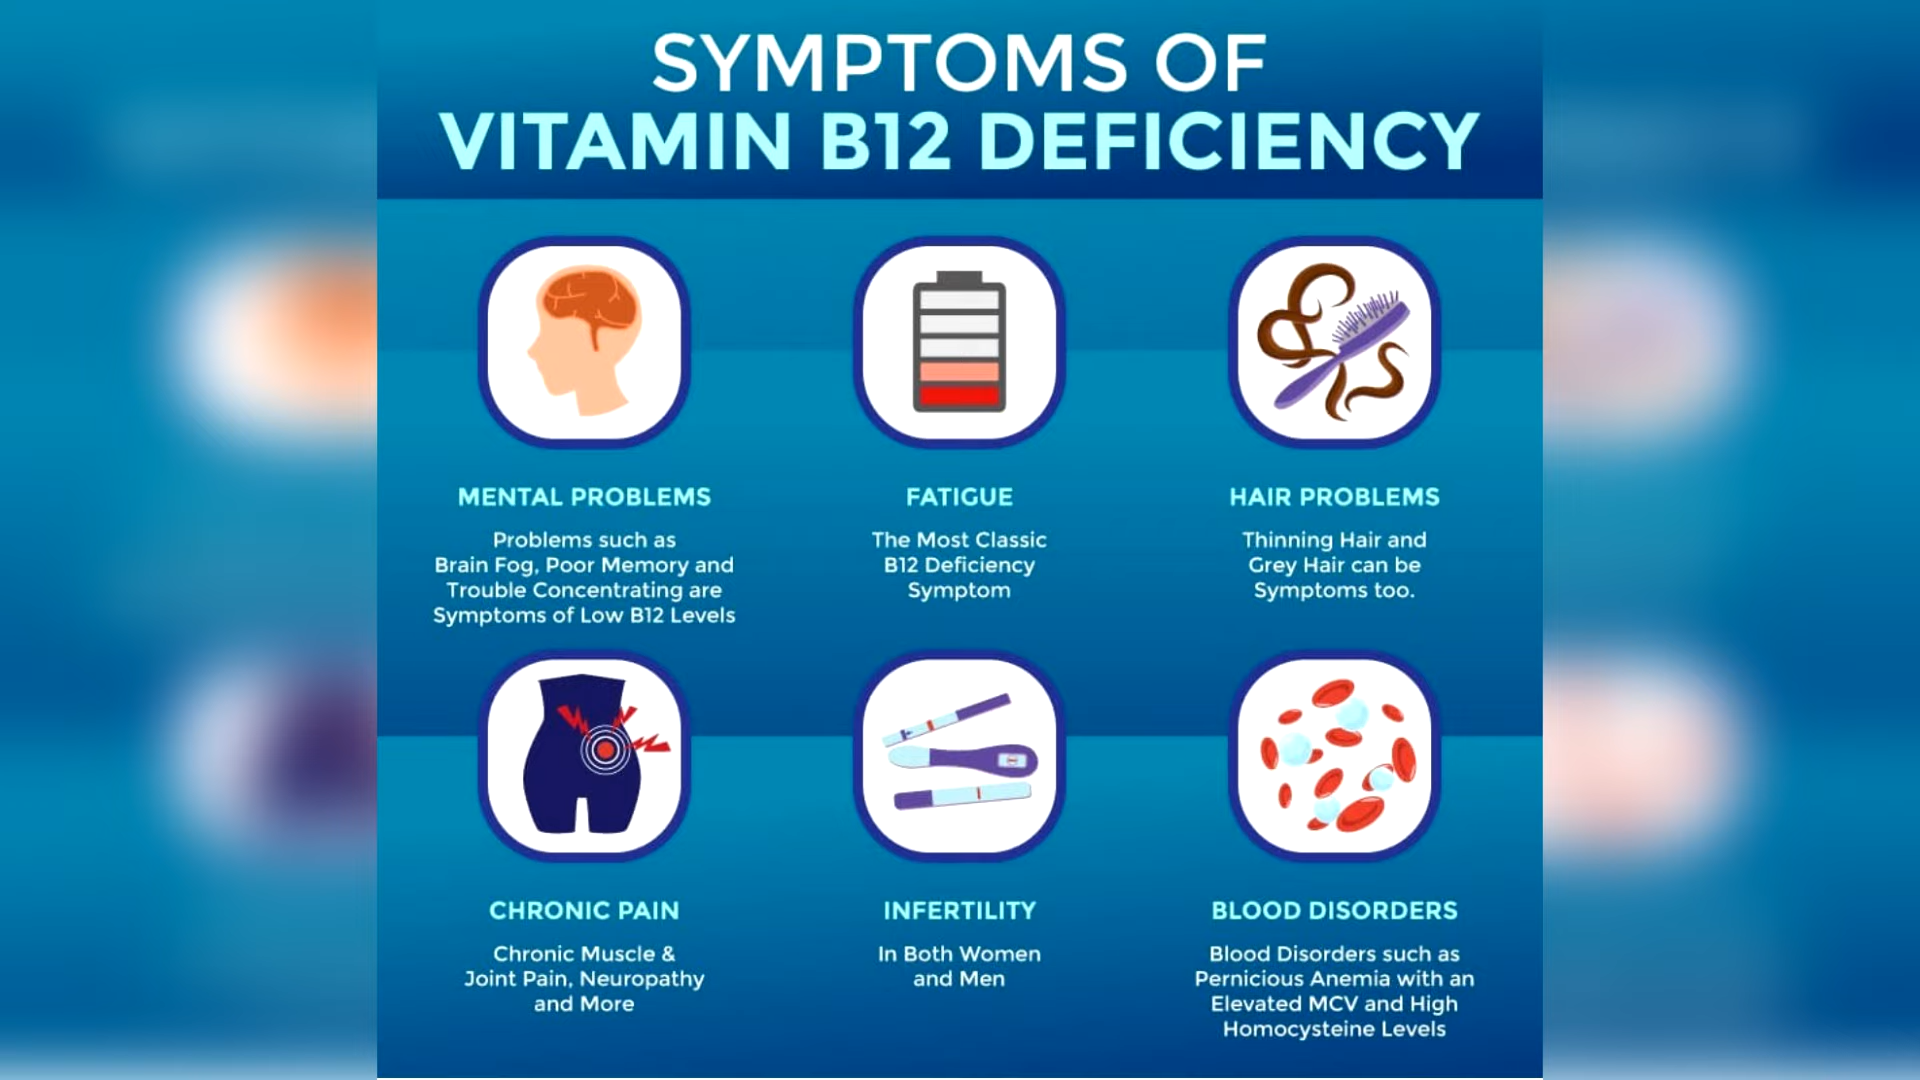 SYMPTOMS OF
VITAMIN B12 DEFICIENCY
MENTAL PROBLEMS
Problems such as
Brain Fog, Poor Memory and
Trouble Concentrating are
Symptoms of Low B12 Levels
FATIGUE
The Most Classic
B12 Deficiency
Symptom
HAIR PROBLEMS
Thinning Hair and
Grey Hair can be
Symptoms too.
CHRONIC PAIN
Chronic Muscle &
Joint Pain, Neuropathy
and More
INFERTILITY
In Both Women
and Men
BLOOD DISORDERS
Blood Disorders such as
Pernicious Anemia with an
Elevated MCV and High
Homocysteine Levels